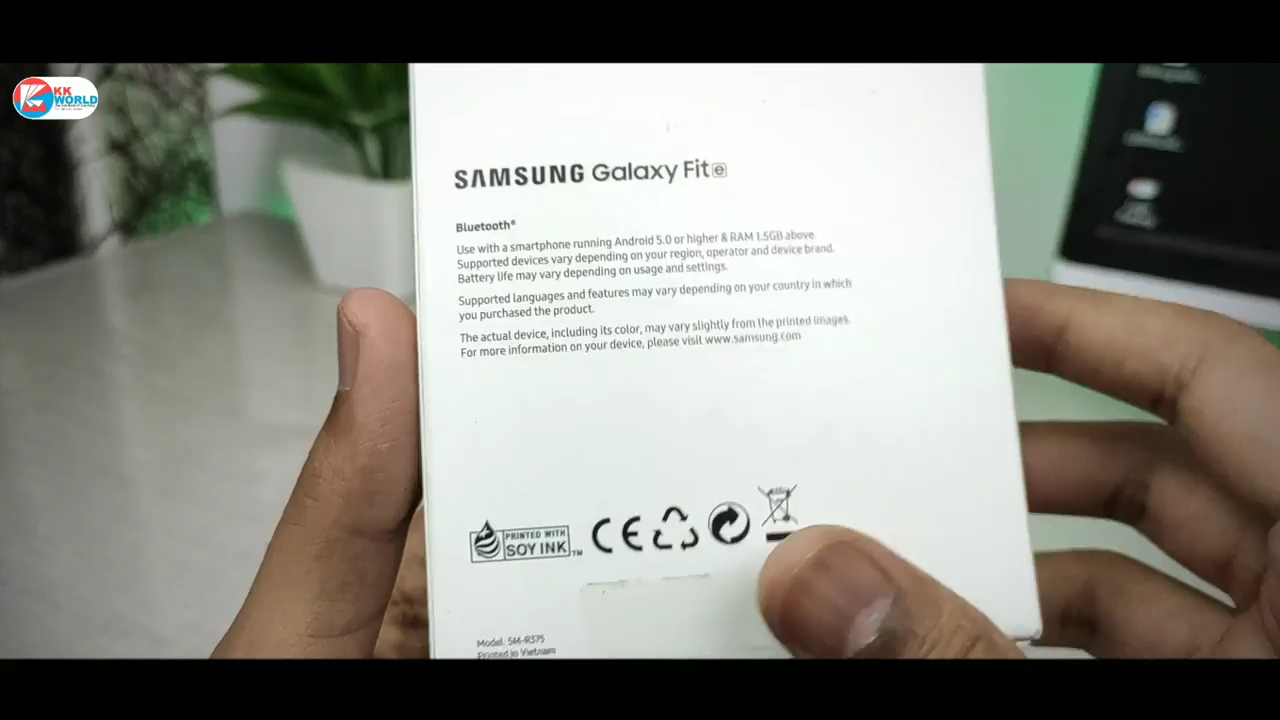 KK
WORLD
SAMSUNG Galaxy Fit e
Bluetooth®
Use with a smartphone running Android 5.0 or higher & RAM 1.5GB above.
Supported devices vary depending on your region, operator and device brand.
Battery life may vary depending on usage and settings.
Supported languages and features may vary depending on your country in which
you purchased the product.
The actual device, including its color, may vary slightly from the printed images.
For more information on your device, please visit www.samsung.com
PRINTED WITH
SOY INK™
CE
Model: SM-R375
Printed in Vietnam